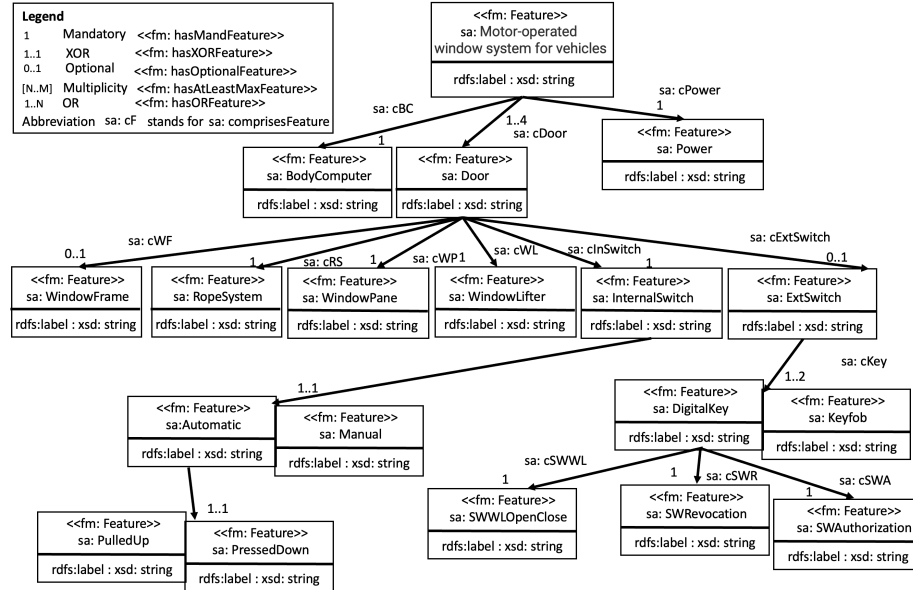 Legend
1 Mandatory <<fm: hasMandFeature>>
1..1 XOR <<fm: hasXORFeature>>
0..1 Optional <<fm: hasOptionalFeature>>
[N..M] Multiplicity <<fm: hasAtLeastMaxFeature>>
1..N OR <<fm: hasORFeature>>
Abbreviation sa: cF stands for sa: comprisesFeature
<<fm: Feature>>
sa: Motor-operated
window system for vehicles
rdfs:label : xsd: string
sa: cBC
1
1..4
sa: cDoor
sa: cPower
1
<<fm: Feature>>
sa: BodyComputer
rdfs:label : xsd: string
<<fm: Feature>>
sa: Door
rdfs:label : xsd: string
<<fm: Feature>>
sa: Power
rdfs:label : xsd: string
sa: cWF
0..1
1
sa: cRS
1
sa: cWP1
sa: cWL
sa: cInSwitch
1
sa: cExtSwitch
0..1
<<fm: Feature>>
sa: WindowFrame
rdfs:label : xsd: string
<<fm: Feature>>
sa: RopeSystem
rdfs:label : xsd: string
<<fm: Feature>>
sa: WindowPane
rdfs:label : xsd: string
<<fm: Feature>>
sa: WindowLifter
rdfs:label : xsd: string
<<fm: Feature>>
sa: InternalSwitch
rdfs:label : xsd: string
<<fm: Feature>>
sa: ExtSwitch
rdfs:label : xsd: string
1..1
sa: cKey
1..2
<<fm: Feature>>
sa:Automatic
rdfs:label : xsd: string
<<fm: Feature>>
sa: Manual
rdfs:label : xsd: string
<<fm: Feature>>
sa: DigitalKey
rdfs:label : xsd: string
<<fm: Feature>>
sa: Keyfob
rdfs:label : xsd: string
1..1
sa: cSWWL
1
1
sa: cSWR
sa: cSWA
1
<<fm: Feature>>
sa: PulledUp
rdfs:label : xsd: string
<<fm: Feature>>
sa: PressedDown
rdfs:label : xsd: string
<<fm: Feature>>
sa: SWWLOpenClose
rdfs:label : xsd: string
<<fm: Feature>>
sa: SWRevocation
rdfs:label : xsd: string
<<fm: Feature>>
sa: SWAuthorization
rdfs:label : xsd: string